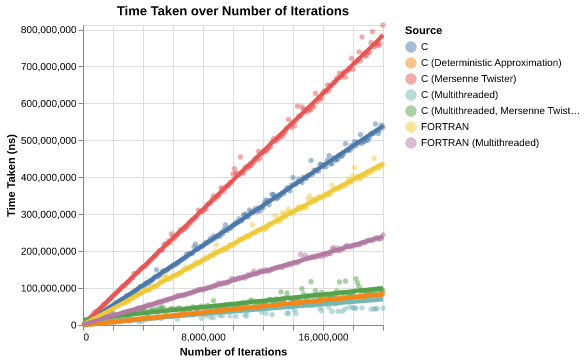 Time Taken over Number of Iterations
Time Taken (ns)
800,000,000
700,000,000
600,000,000
500,000,000
400,000,000
300,000,000
200,000,000
100,000,000
0
0
8,000,000
16,000,000
Number of Iterations
Source
C
C (Deterministic Approximation)
C (Mersenne Twister)
C (Multithreaded)
C (Multithreaded, Mersenne Twist...
FORTRAN
FORTRAN (Multithreaded)